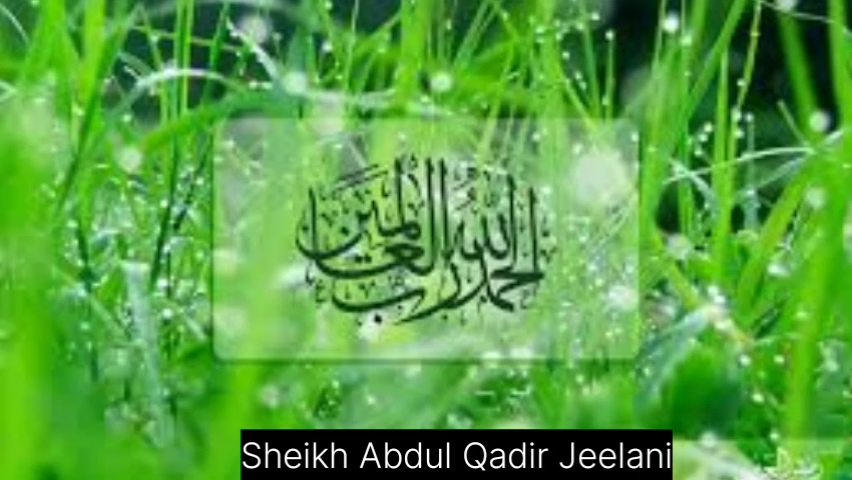 الحمد لله رب العالمين
Sheikh Abdul Qadir Jeelani